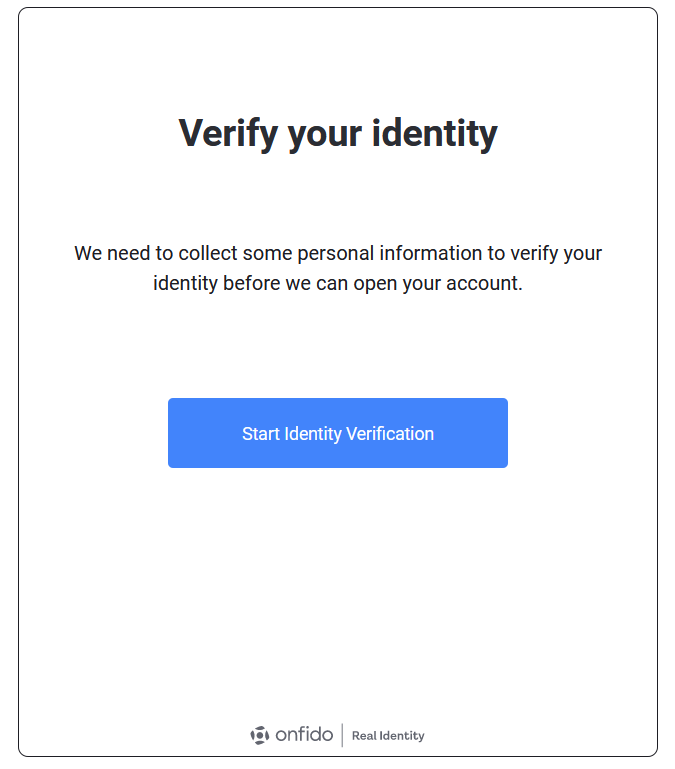 Verify your identity
We need to collect some personal information to verify your
identity before we can open your account.
Start Identity Verification
onfido | Real Identity